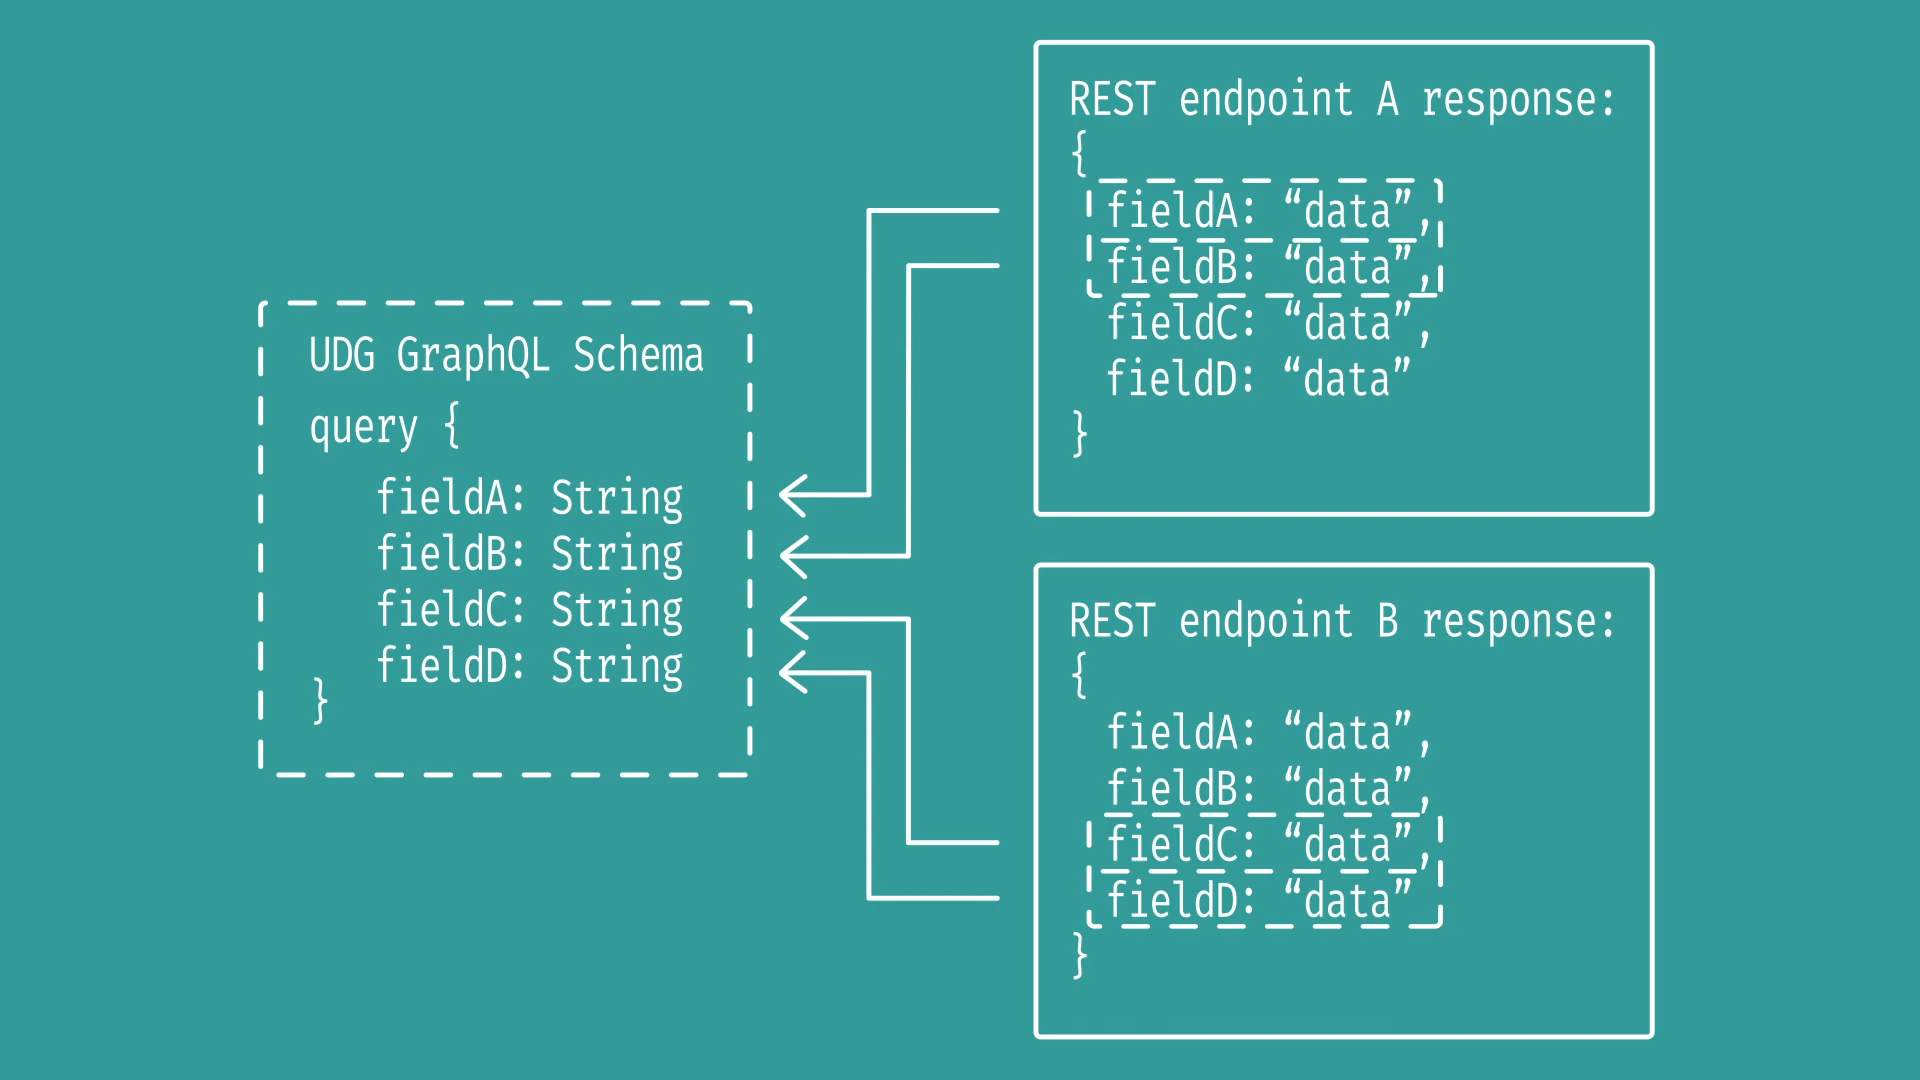 UDG GraphQL Schema
query {
fieldA: String
fieldB: String
fieldC: String
fieldD: String
}
REST endpoint A response:
{
fieldA: “data”,
fieldB: “data”,
fieldC: “data”,
fieldD: “data”
}
REST endpoint B response:
{
fieldA: “data”,
fieldB: “data”,
fieldC: “data”,
fieldD: “data”
}